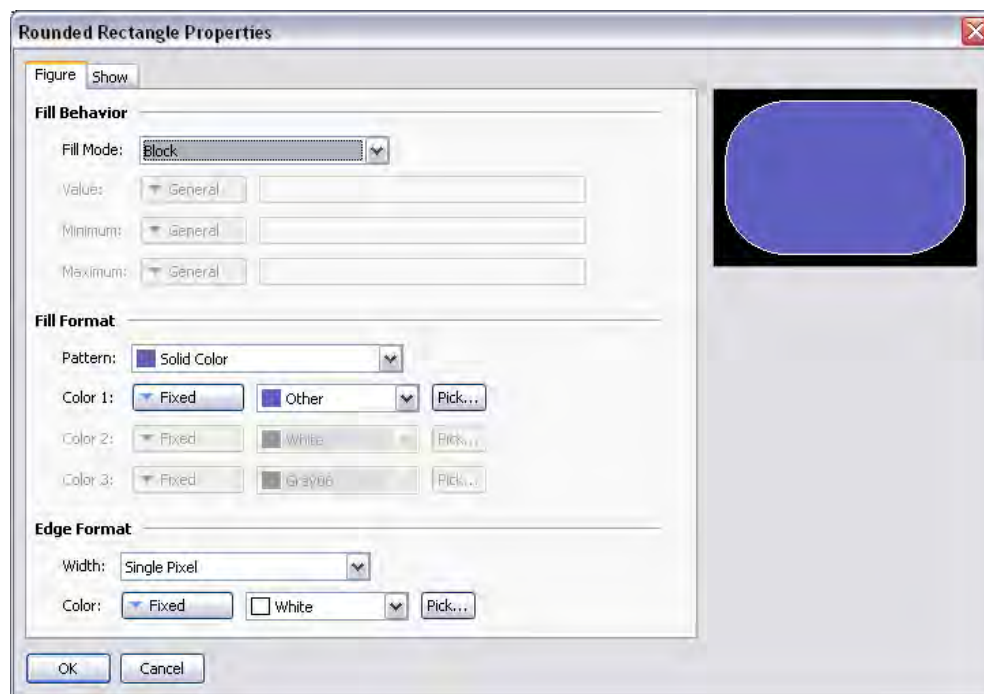 Rounded Rectangle Properties
Figure Show
Fill Behavior
Fill Mode: Block
Value: General
Minimum: General
Maximum: General
Fill Format
Pattern: Solid Color
Color 1: Fixed Other Pick...
Color 2: Fixed White Pick...
Color 3: Fixed Pick...
Edge Format
Width: Single Pixel
Color: Fixed White Pick...
OK Cancel